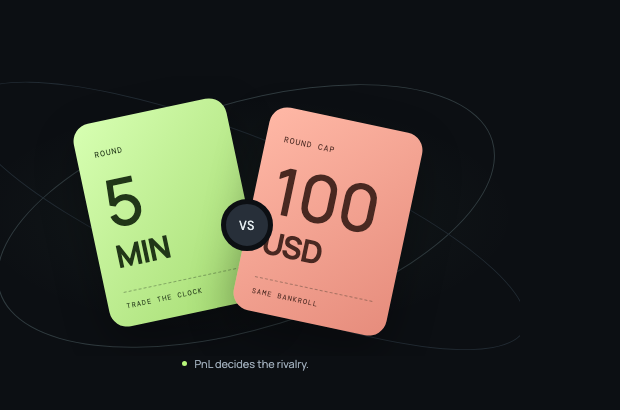 ROUND
5
MIN
TRADE THE CLOCK
VS
ROUND CAP
100
USD
SAME BANKROLL
PnL decides the rivalry.